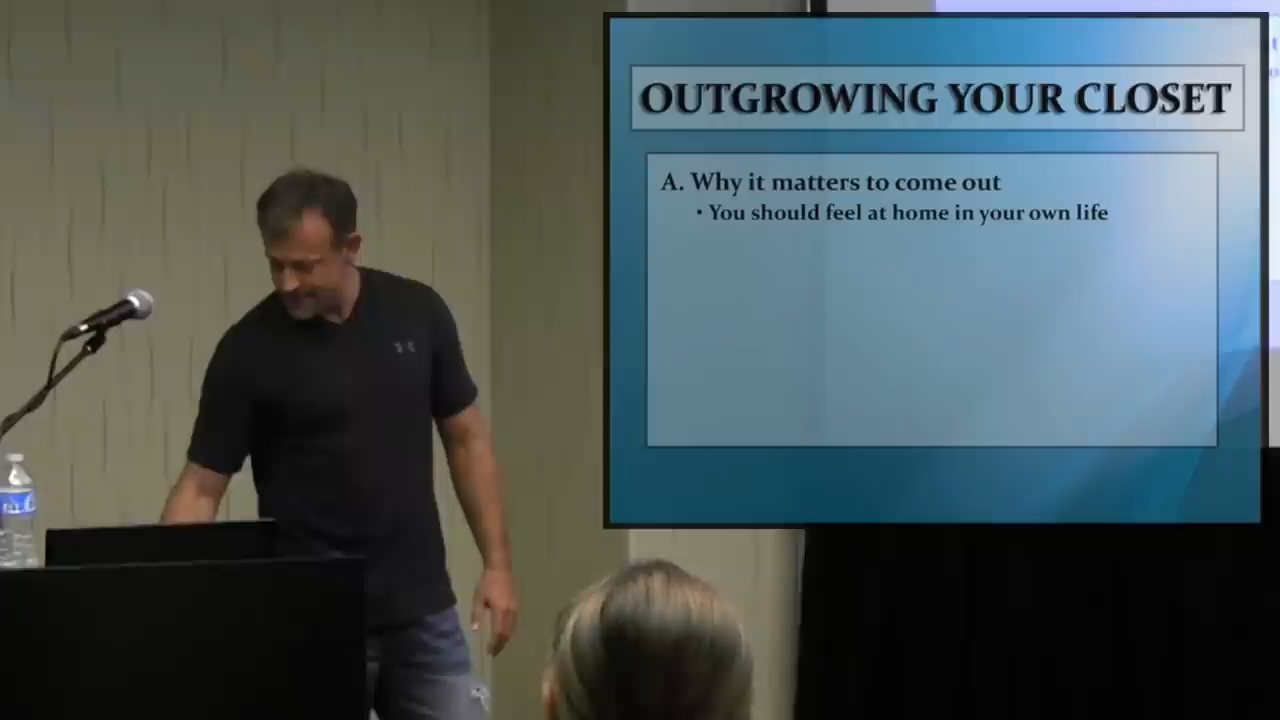 OUTGROWING YOUR CLOSET
A. Why it matters to come out
• You should feel at home in your own life